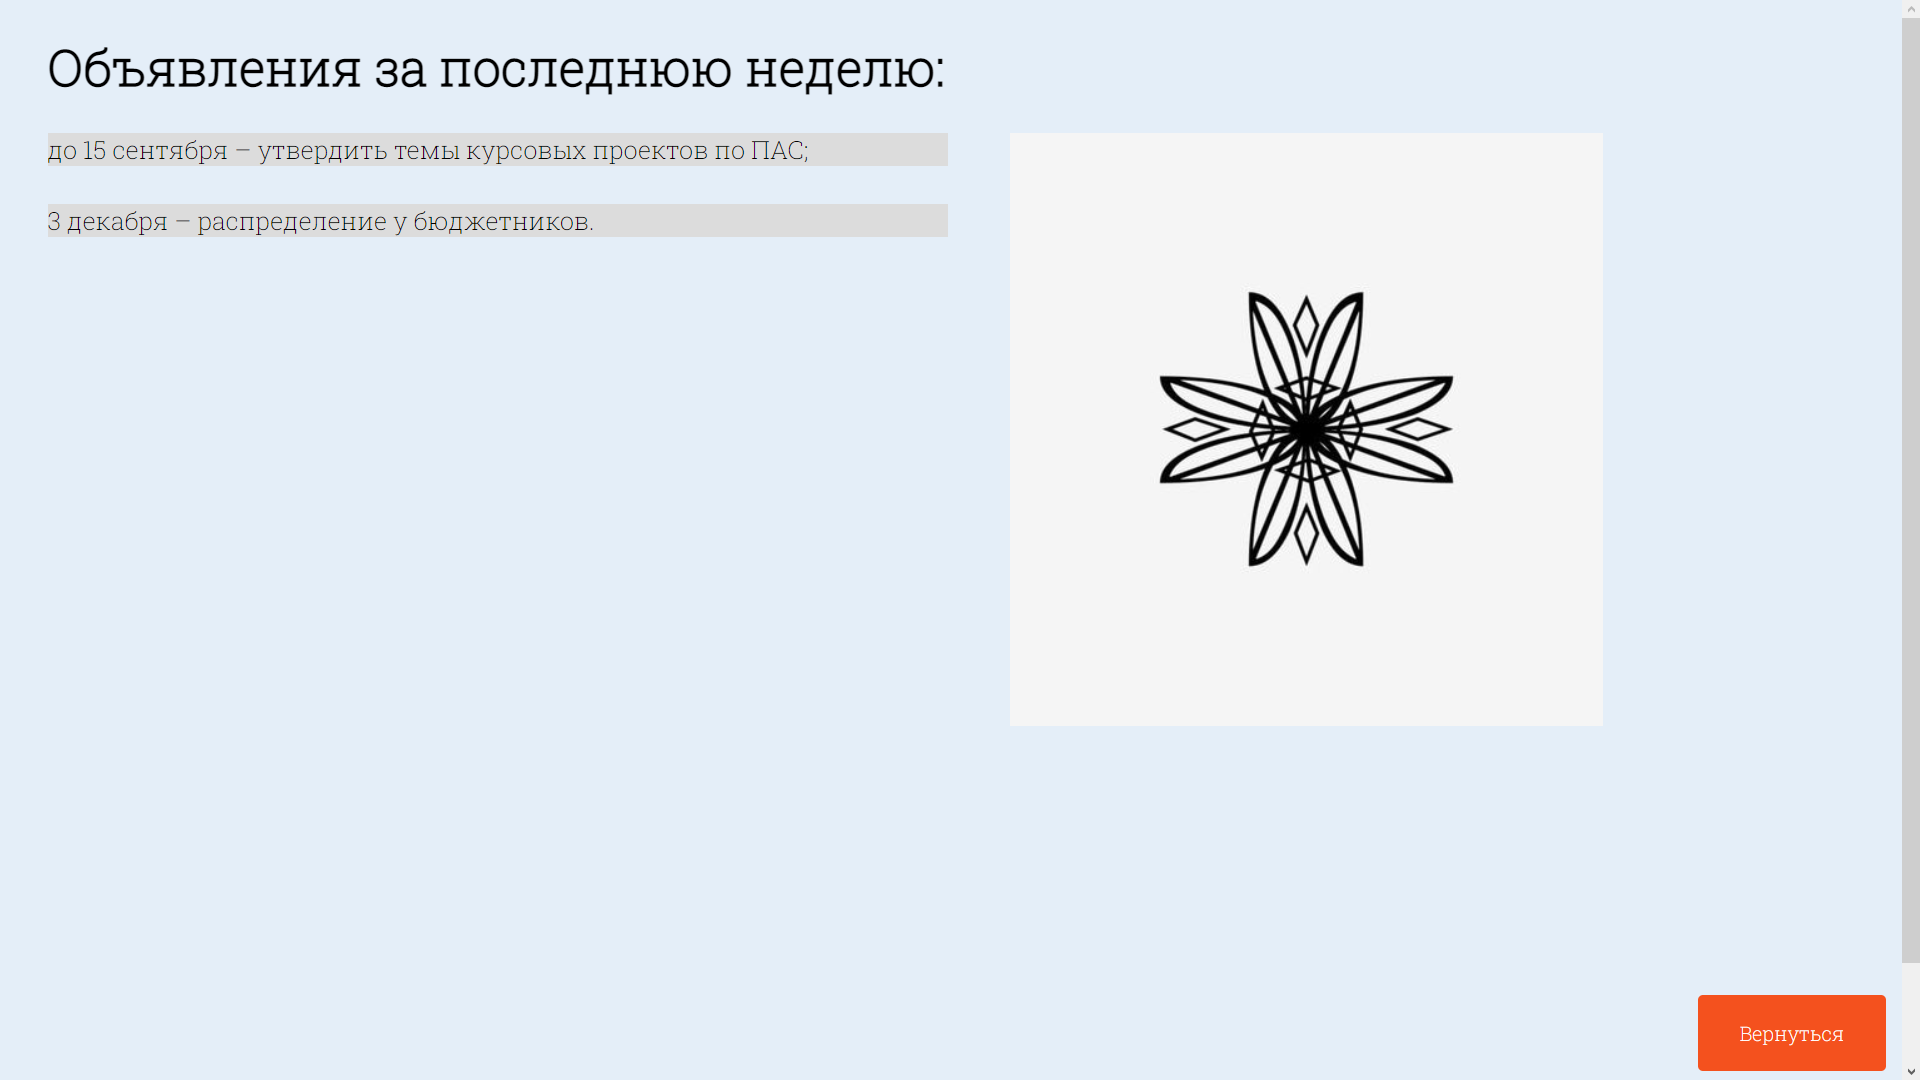 Объявления за последнюю неделю:
до 15 сентября – утвердить темы курсовых проектов по ПАС;
3 декабря – распределение у бюджетников.
Вернуться